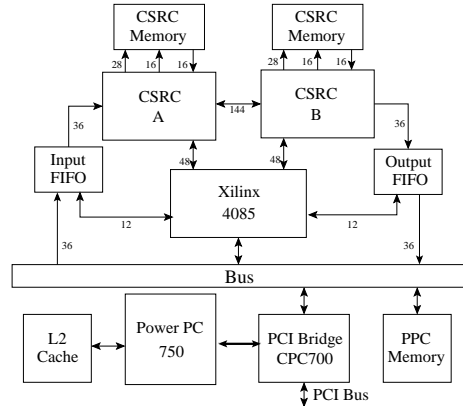 CSRC
Memory
CSRC
Memory
28
16
16
28
16
16
CSRC
A
144
CSRC
B
36
36
48
48
Input
FIFO
Xilinx
4085
Output
FIFO
12
12
36
36
Bus
L2
Cache
Power PC
750
PCI Bridge
CPC700
PPC
Memory
PCI Bus